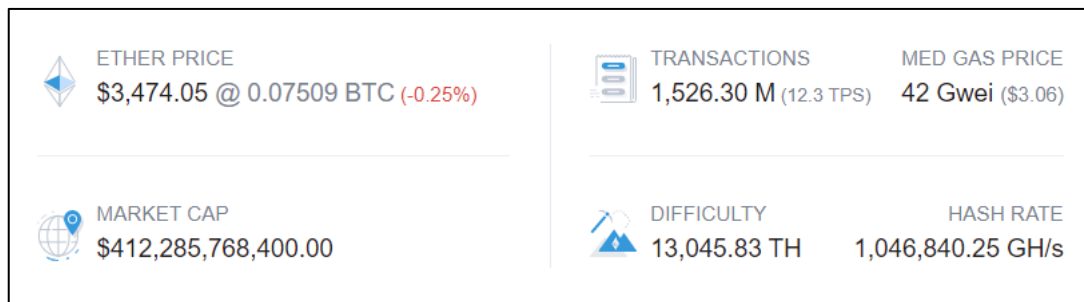 ETHER PRICE
$3,474.05 @ 0.07509 BTC (-0.25%)
TRANSACTIONS
1,526.30 M (12.3 TPS)
MED GAS PRICE
42 Gwei ($3.06)
MARKET CAP
$412,285,768,400.00
DIFFICULTY
13,045.83 TH
HASH RATE
1,046,840.25 GH/s